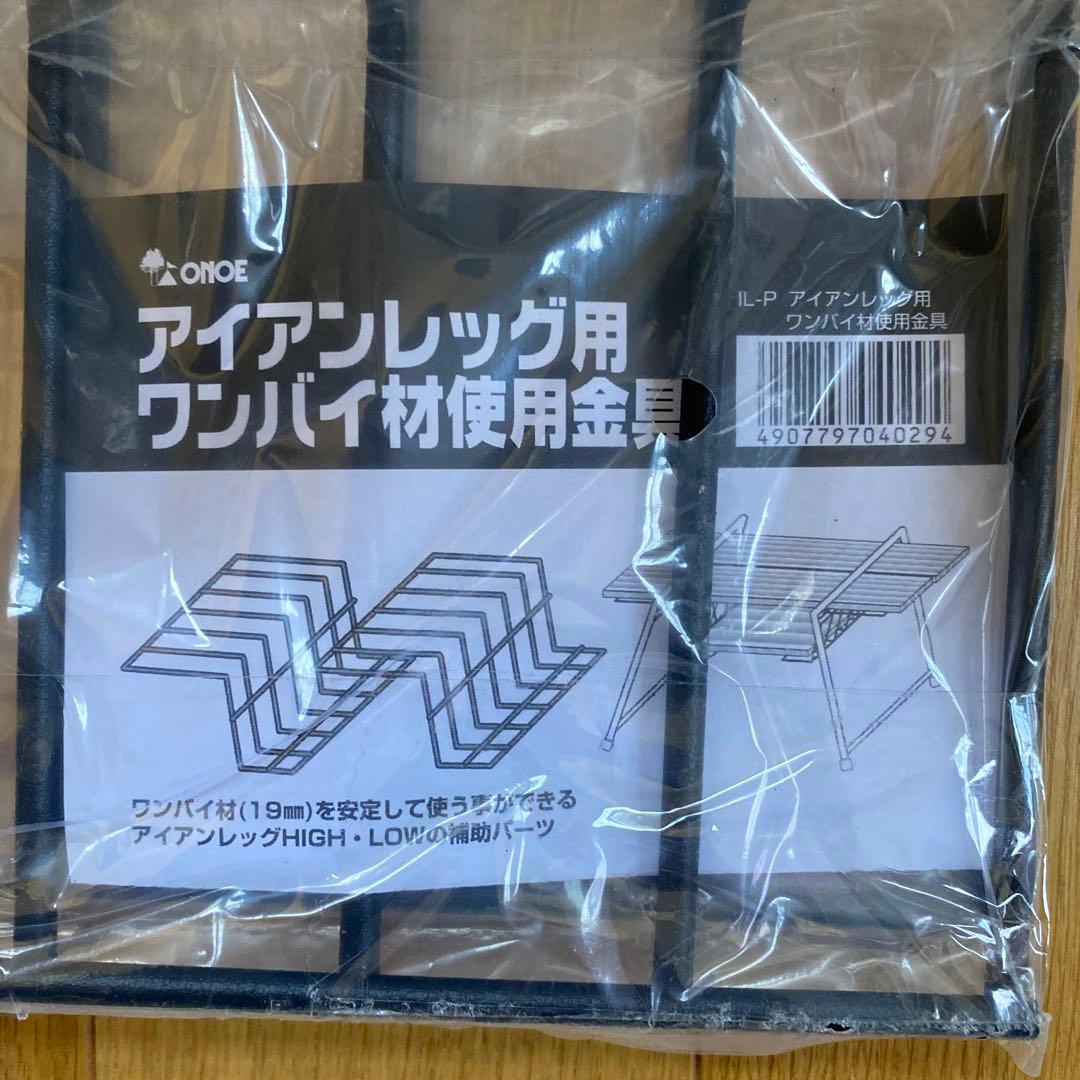 ONOE
アイアンレッグ用
ワンバイ材使用金具
IL-P アイアンレッグ用
ワンバイ材使用金具
4907797040294
ワンバイ材(19㎜)を安定して使う事ができる
アイアンレッグHIGH・LOWの補助パーツ